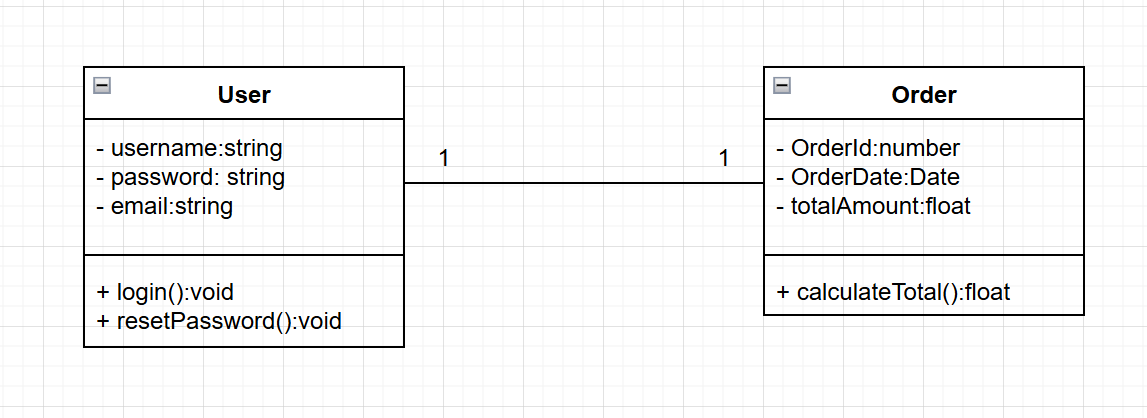 User
- username:string
- password: string
- email:string
+ login():void
+ resetPassword():void
1
1
Order
- OrderId:number
- OrderDate:Date
- totalAmount:float
+ calculateTotal():float